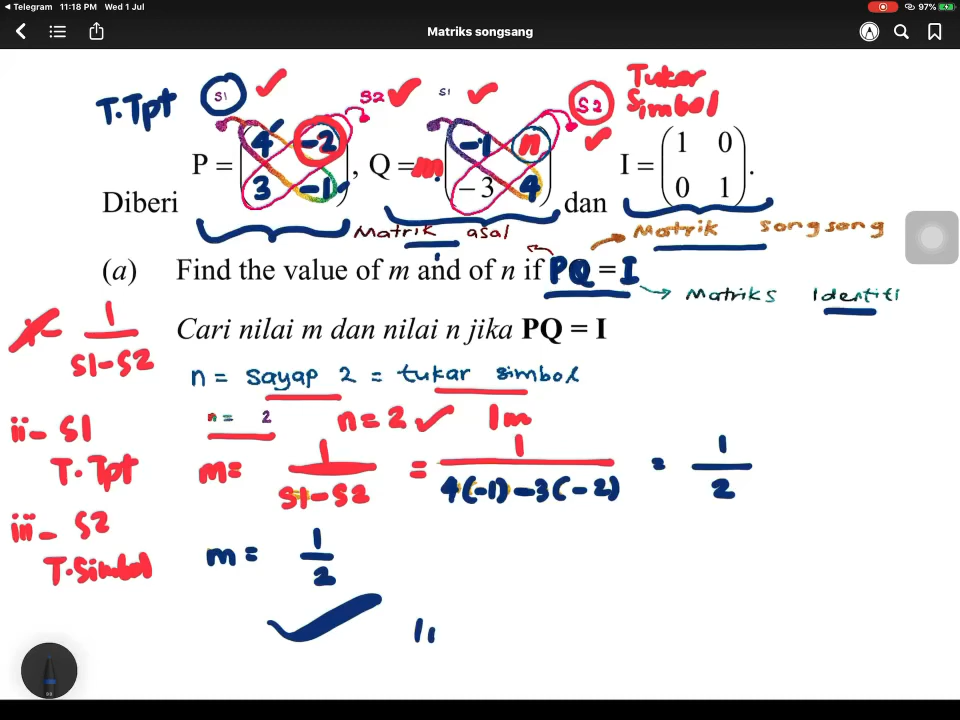 Telegram 11:18 PM Wed 1 Jul 97%
Matriks songsang
T.Tpt S1 S2 S1 S2 Tukar Simbol
P = ( 4 -2 3 -1 ) , Q = m ( -1 n -3 4 ) dan I = ( 1 0 0 1 ) .
Diberi
Matrik asal Matrik songsang
(a) Find the value of m and of n if PQ = I
Matriks Identiti
i- 1/(S1-S2)
Cari nilai m dan nilai n jika PQ = I
n = sayap 2 = tukar simbol
n = 2 n = 2 1m
ii- S1 T.Tpt
m = 1/(S1-S2) = 1/(4(-1)-3(-2)) = 1/2
iii- S2 T.Simbol
m = 1/2